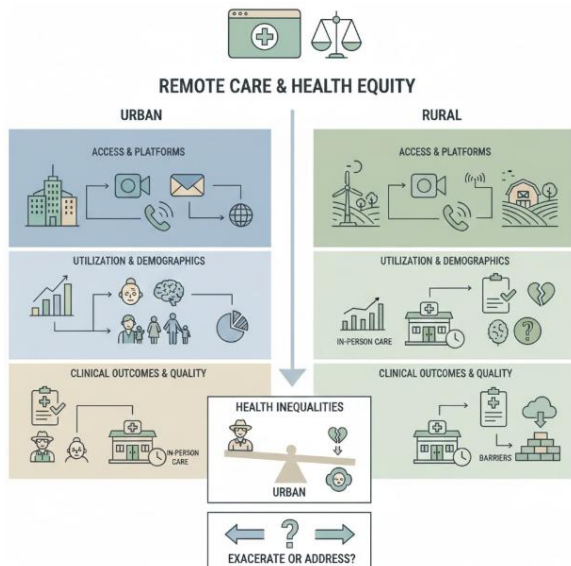 REMOTE CARE & HEALTH EQUITY
URBAN
ACCESS & PLATFORMS
UTILIZATION & DEMOGRAPHICS
CLINICAL OUTCOMES & QUALITY
IN-PERSON
CARE
RURAL
ACCESS & PLATFORMS
UTILIZATION & DEMOGRAPHICS
?
IN-PERSON CARE
CLINICAL OUTCOMES & QUALITY
BARRIERS
HEALTH INEQUALITIES
URBAN
?
EXACERATE OR ADDRESS?